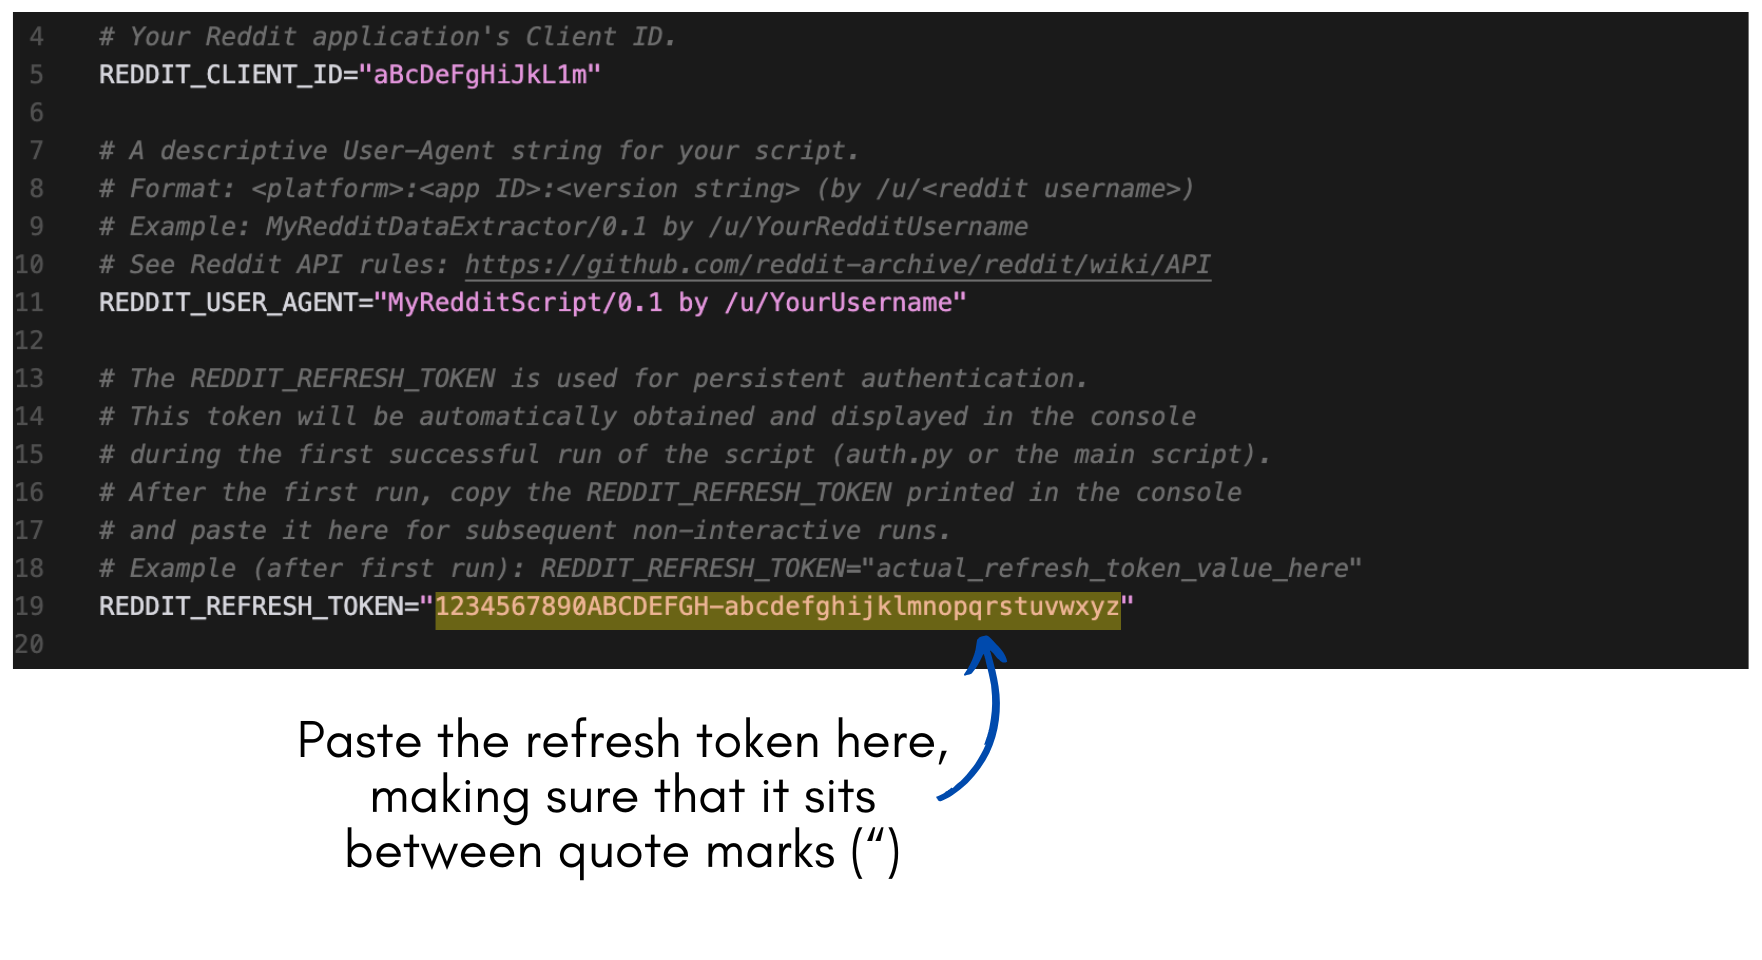 4 # Your Reddit application's Client ID.
5 REDDIT_CLIENT_ID="aBcDeFgHiJkL1m"
6
7 # A descriptive User-Agent string for your script.
8 # Format: <platform>:<app ID>:<version string> (by /u/<reddit username>)
9 # Example: MyRedditDataExtractor/0.1 by /u/YourRedditUsername
10 # See Reddit API rules: https://github.com/reddit-archive/reddit/wiki/API
11 REDDIT_USER_AGENT="MyRedditScript/0.1 by /u/YourUsername"
12
13 # The REDDIT_REFRESH_TOKEN is used for persistent authentication.
14 # This token will be automatically obtained and displayed in the console
15 # during the first successful run of the script (auth.py or the main script).
16 # After the first run, copy the REDDIT_REFRESH_TOKEN printed in the console
17 # and paste it here for subsequent non-interactive runs.
18 # Example (after first run): REDDIT_REFRESH_TOKEN="actual_refresh_token_value_here"
19 REDDIT_REFRESH_TOKEN="1234567890ABCDEFGH-abcdefghijklmnopqrstuvwxyz"
20
Paste the refresh token here,
making sure that it sits
between quote marks (“)